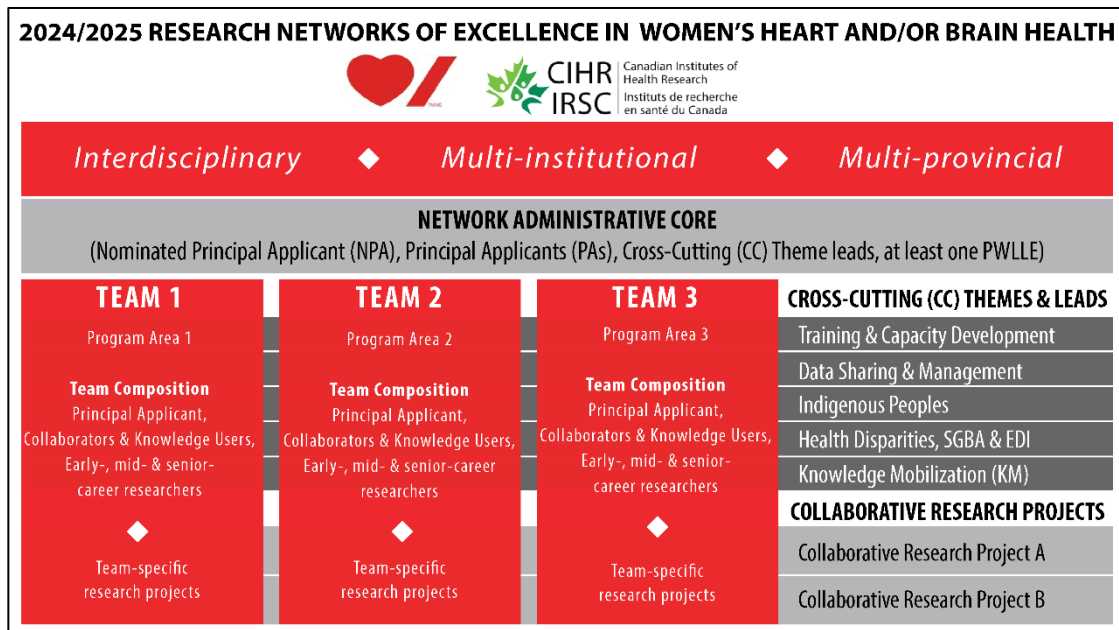 2024/2025 RESEARCH NETWORKS OF EXCELLENCE IN WOMEN'S HEART AND/OR BRAIN HEALTH
CIHR IRSC
Canadian Institutes of
Health Research
Instituts de recherche
en santé du Canada
Interdisciplinary ◆ Multi-institutional ◆ Multi-provincial
NETWORK ADMINISTRATIVE CORE
(Nominated Principal Applicant (NPA), Principal Applicants (PAs), Cross-Cutting (CC) Theme leads, at least one PWLLE)
TEAM 1
Program Area 1
Team Composition
Principal Applicant,
Collaborators & Knowledge Users,
Early-, mid- & senior-
career researchers
Team-specific
research projects
TEAM 2
Program Area 2
Team Composition
Principal Applicant,
Collaborators & Knowledge Users,
Early-, mid- & senior-career
researchers
Team-specific
research projects
TEAM 3
Program Area 3
Team Composition
Principal Applicant,
Collaborators & Knowledge Users,
Early-, mid- & senior-
career researchers
Team-specific
research projects
CROSS-CUTTING (CC) THEMES & LEADS
Training & Capacity Development
Data Sharing & Management
Indigenous Peoples
Health Disparities, SGBA & EDI
Knowledge Mobilization (KM)
COLLABORATIVE RESEARCH PROJECTS
Collaborative Research Project A
Collaborative Research Project B